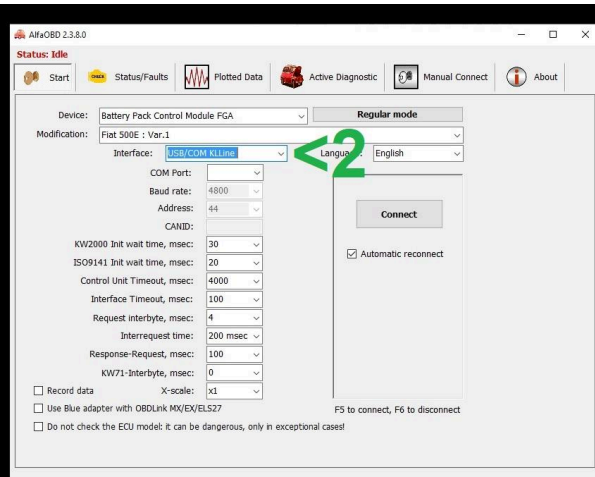 AlfaOBD 2.3.8.0
Status: Idle
Start CHECK Status/Faults Plotted Data Active Diagnostic Manual Connect About
Device: Battery Pack Control Module FGA Regular mode
Modification: Fiat 500E : Var.1
Interface: USB/COM KLLine <2 Language: English
COM Port:
Baud rate: 4800
Address: 44
CANID:
Connect
KW2000 Init wait time, msec: 30
Automatic reconnect
ISO9141 Init wait time, msec: 20
Control Unit Timeout, msec: 4000
Interface Timeout, msec: 100
Request interbyte, msec: 4
Interrequest time: 200 msec
Response-Request, msec: 100
KW71-Interbyte, msec: 0
Record data X-scale: x1
Use Blue adapter with OBDLink MX/EX/ELS27 F5 to connect, F6 to disconnect
Do not check the ECU model: it can be dangerous, only in exceptional cases!